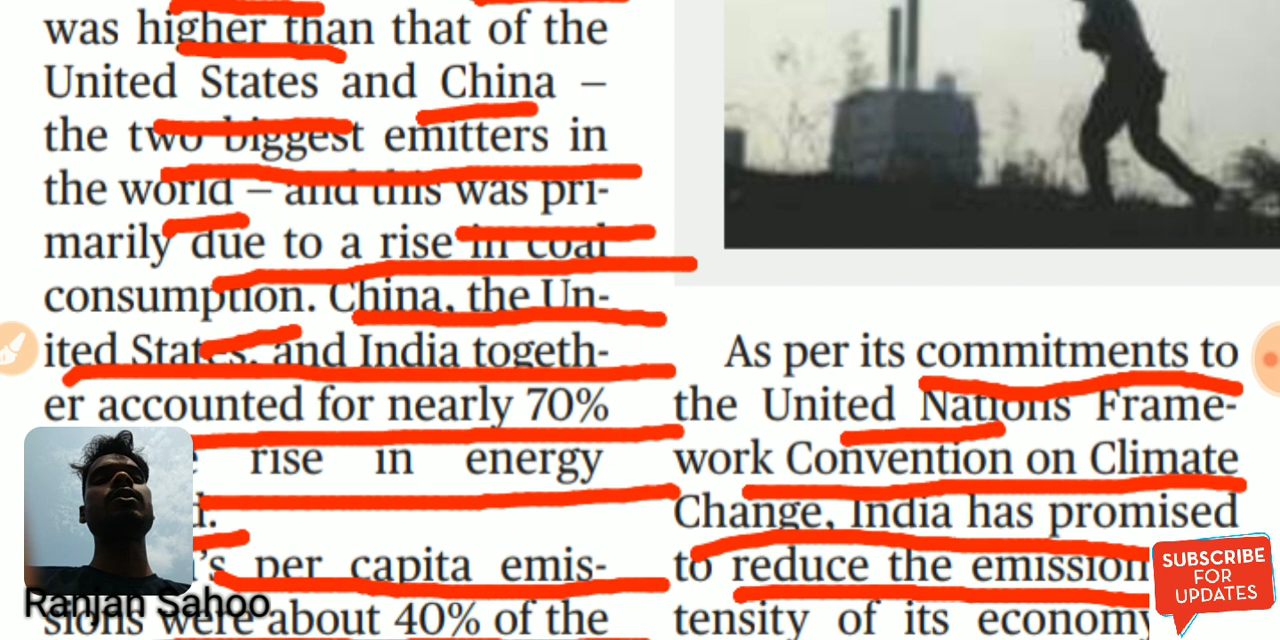 was higher than that of the
United States and China –
the two biggest emitters in
the world – and this was pri-
marily due to a rise in coal
consumption. China, the Un-
ited States, and India togeth-
er accounted for nearly 70%
rise in energy
per capita emis-
sions were about 40% of the
As per its commitments to
the United Nations Frame-
work Convention on Climate
Change, India has promised
to reduce the emission
tensity of its economy
Ranjan Sahoo
SUBSCRIBE
FOR
UPDATES